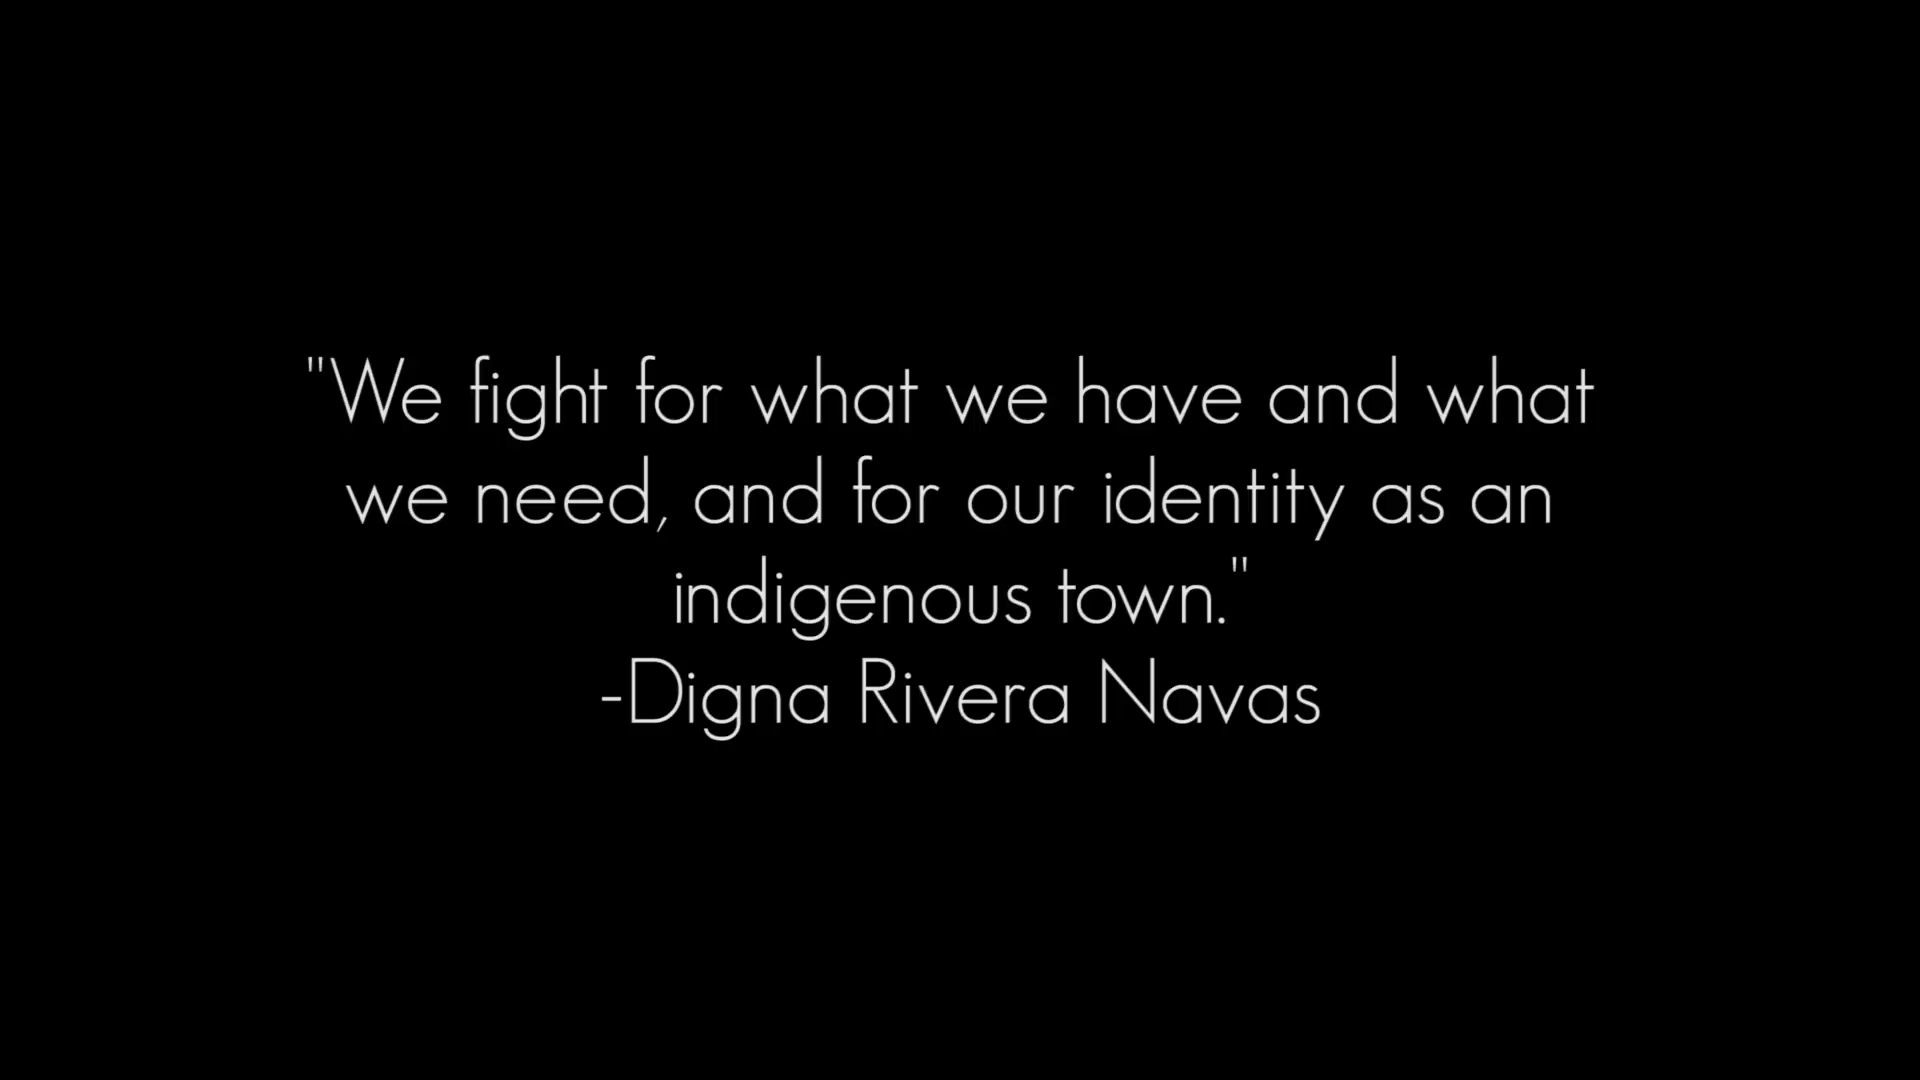 "We fight for what we have and what
we need, and for our identity as an
indigenous town."
-Digna Rivera Navas